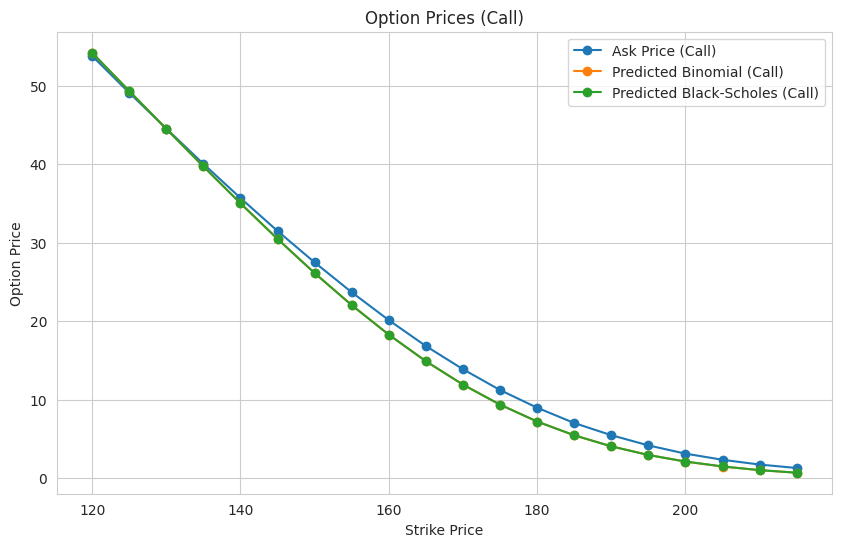 Option Prices (Call)
Ask Price (Call)
Predicted Binomial (Call)
Predicted Black-Scholes (Call)
Option Price
50
40
30
20
10
0
120
140
160
180
200
Strike Price